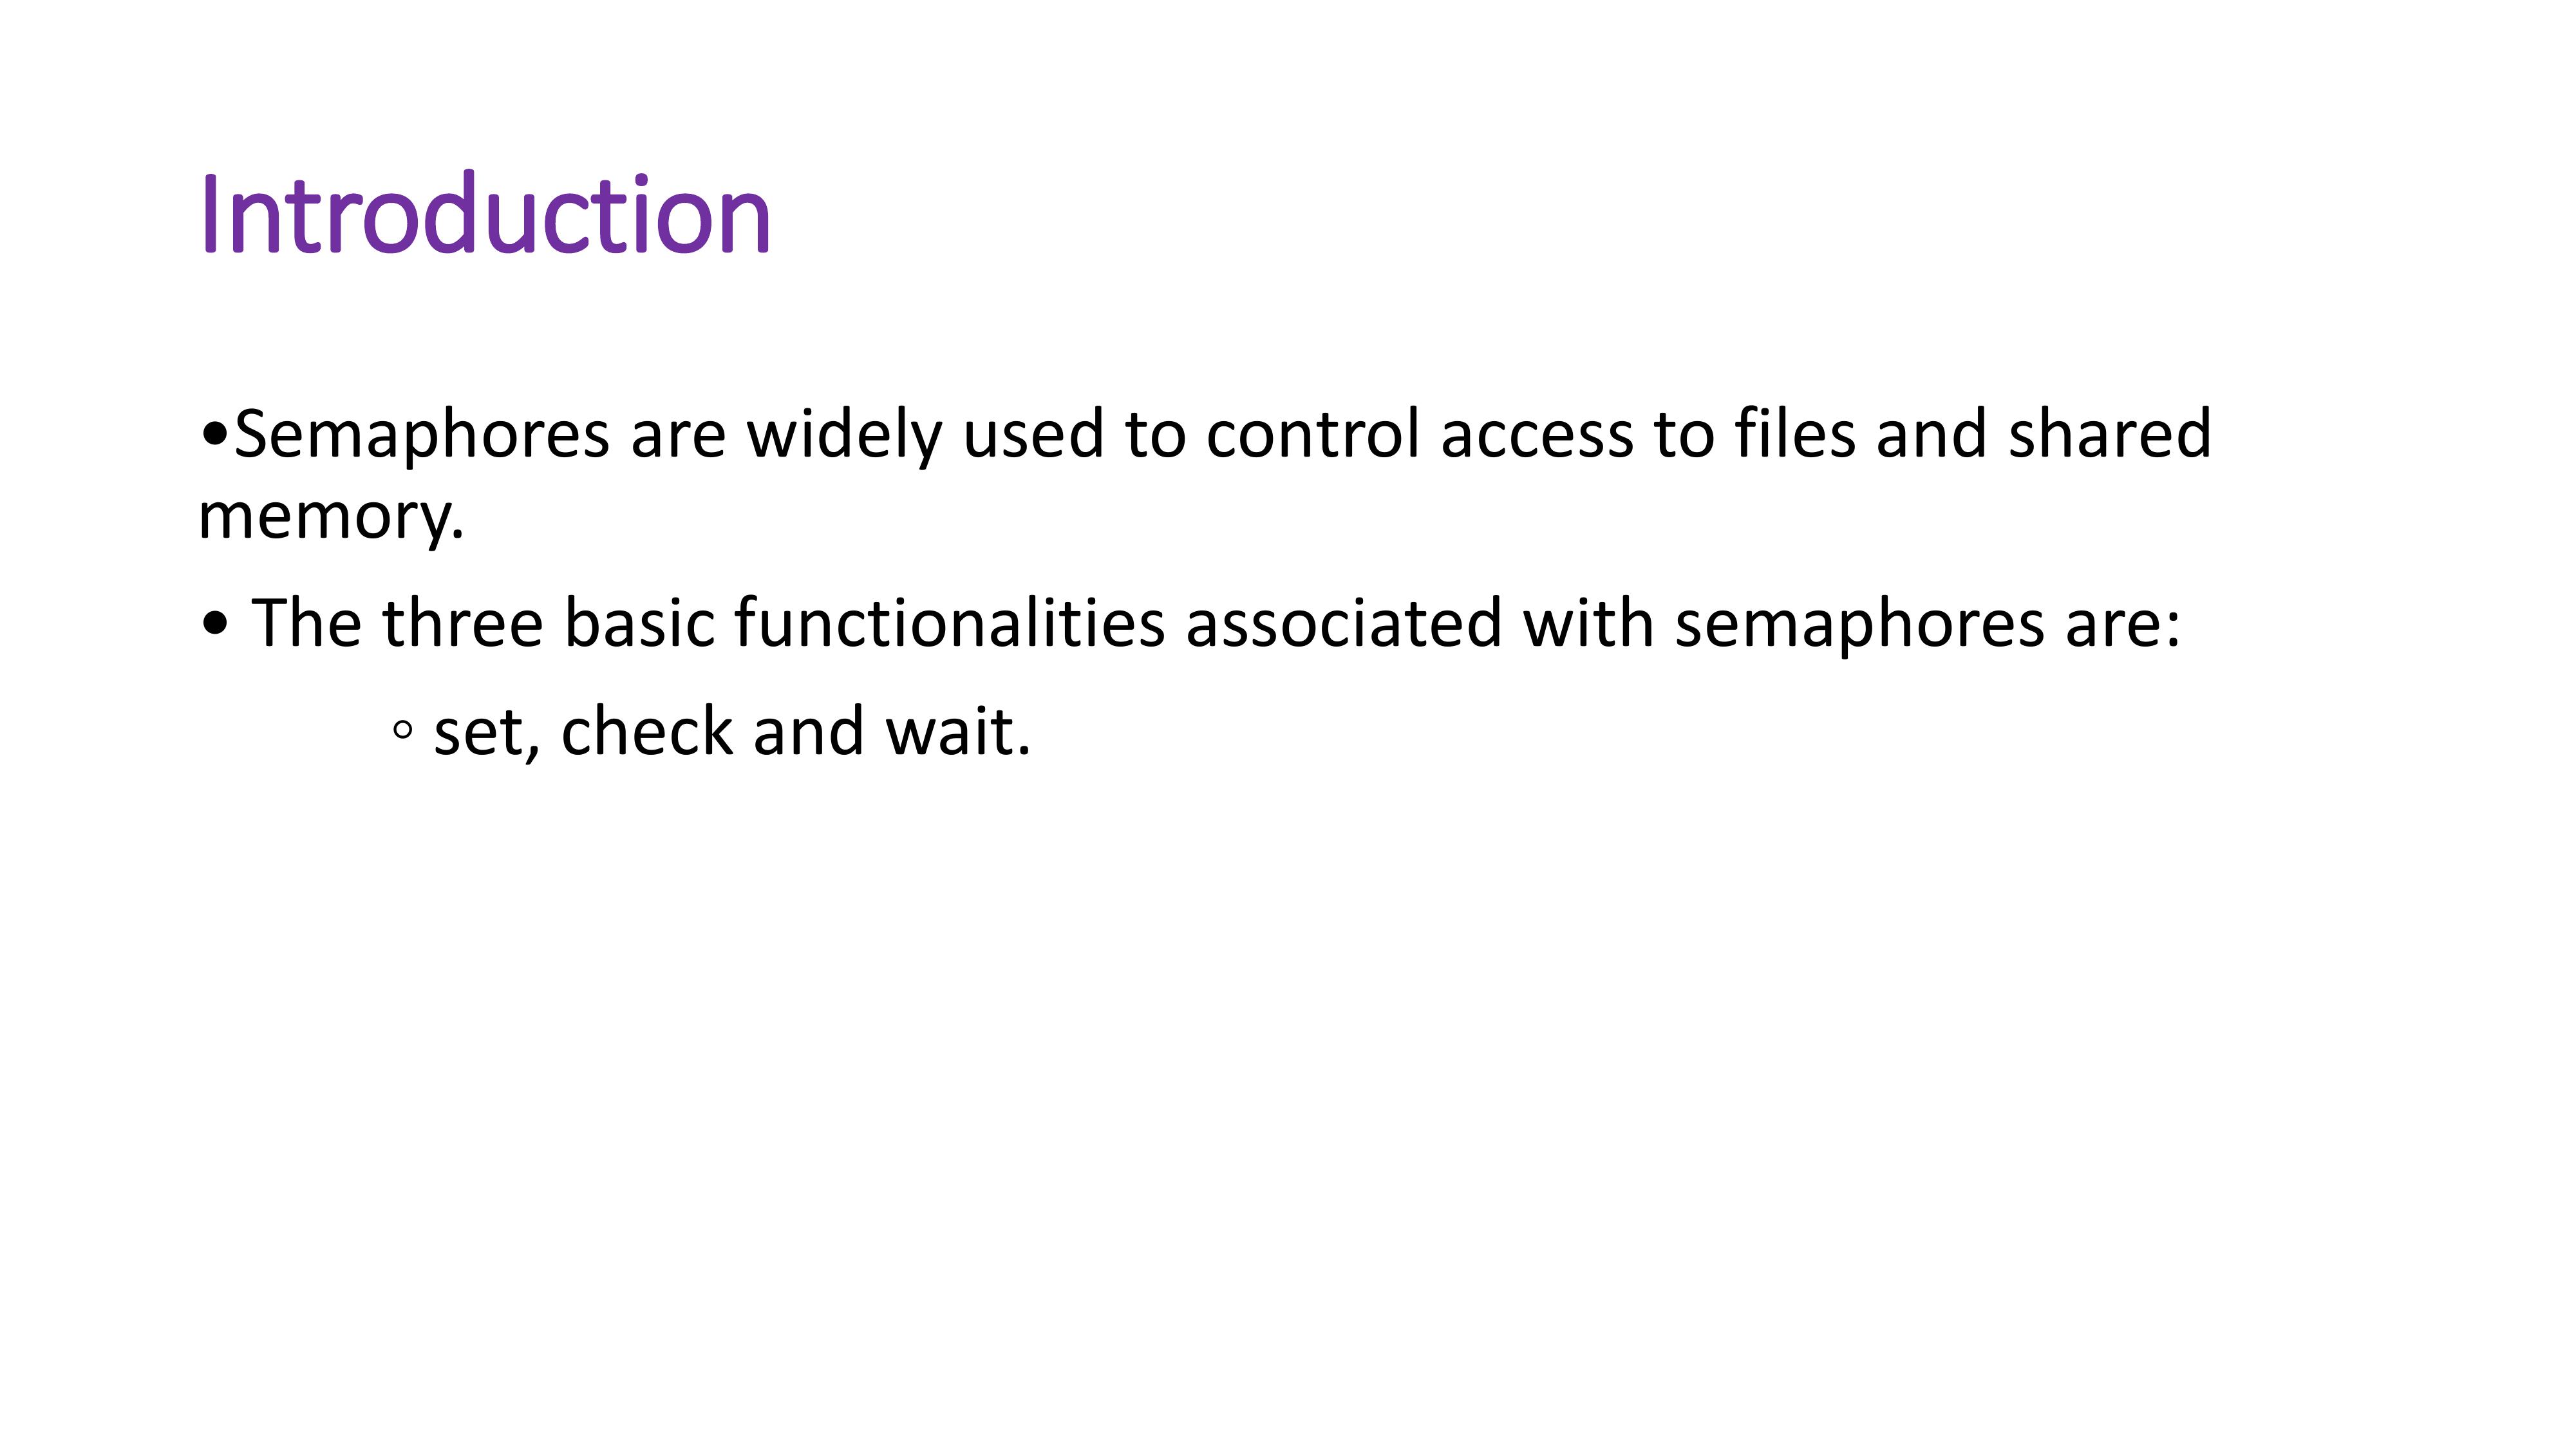 Introduction
•Semaphores are widely used to control access to files and shared
memory.
• The three basic functionalities associated with semaphores are:
◦ set, check and wait.